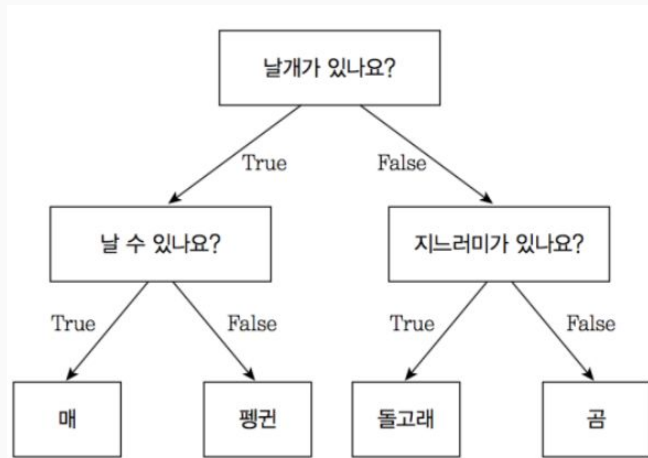 날개가 있나요?
True
False
날 수 있나요?
지느러미가 있나요?
True
False
True
False
매
펭귄
돌고래
곰